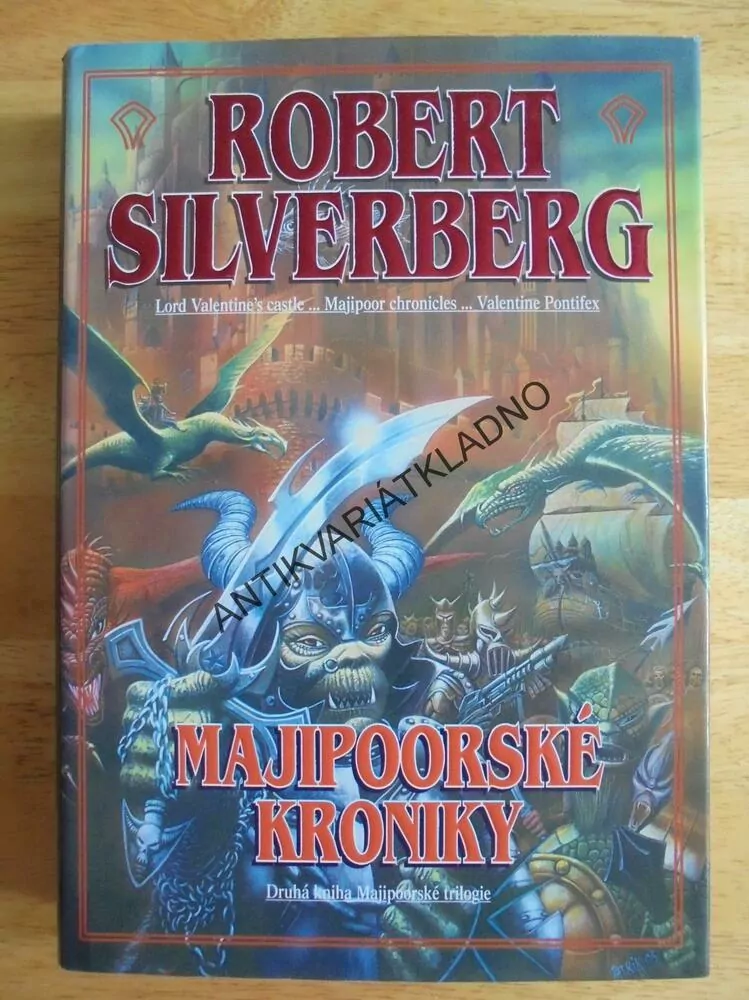 ROBERT
SILVERBERG
Lord Valentine's castle ... Majipoor chronicles ... Valentine Pontifex
ANTIKVARIÁTKLADNO
MAJIPOORSKÉ
KRONIKY
Druhá kniha Majipoorské trilogie